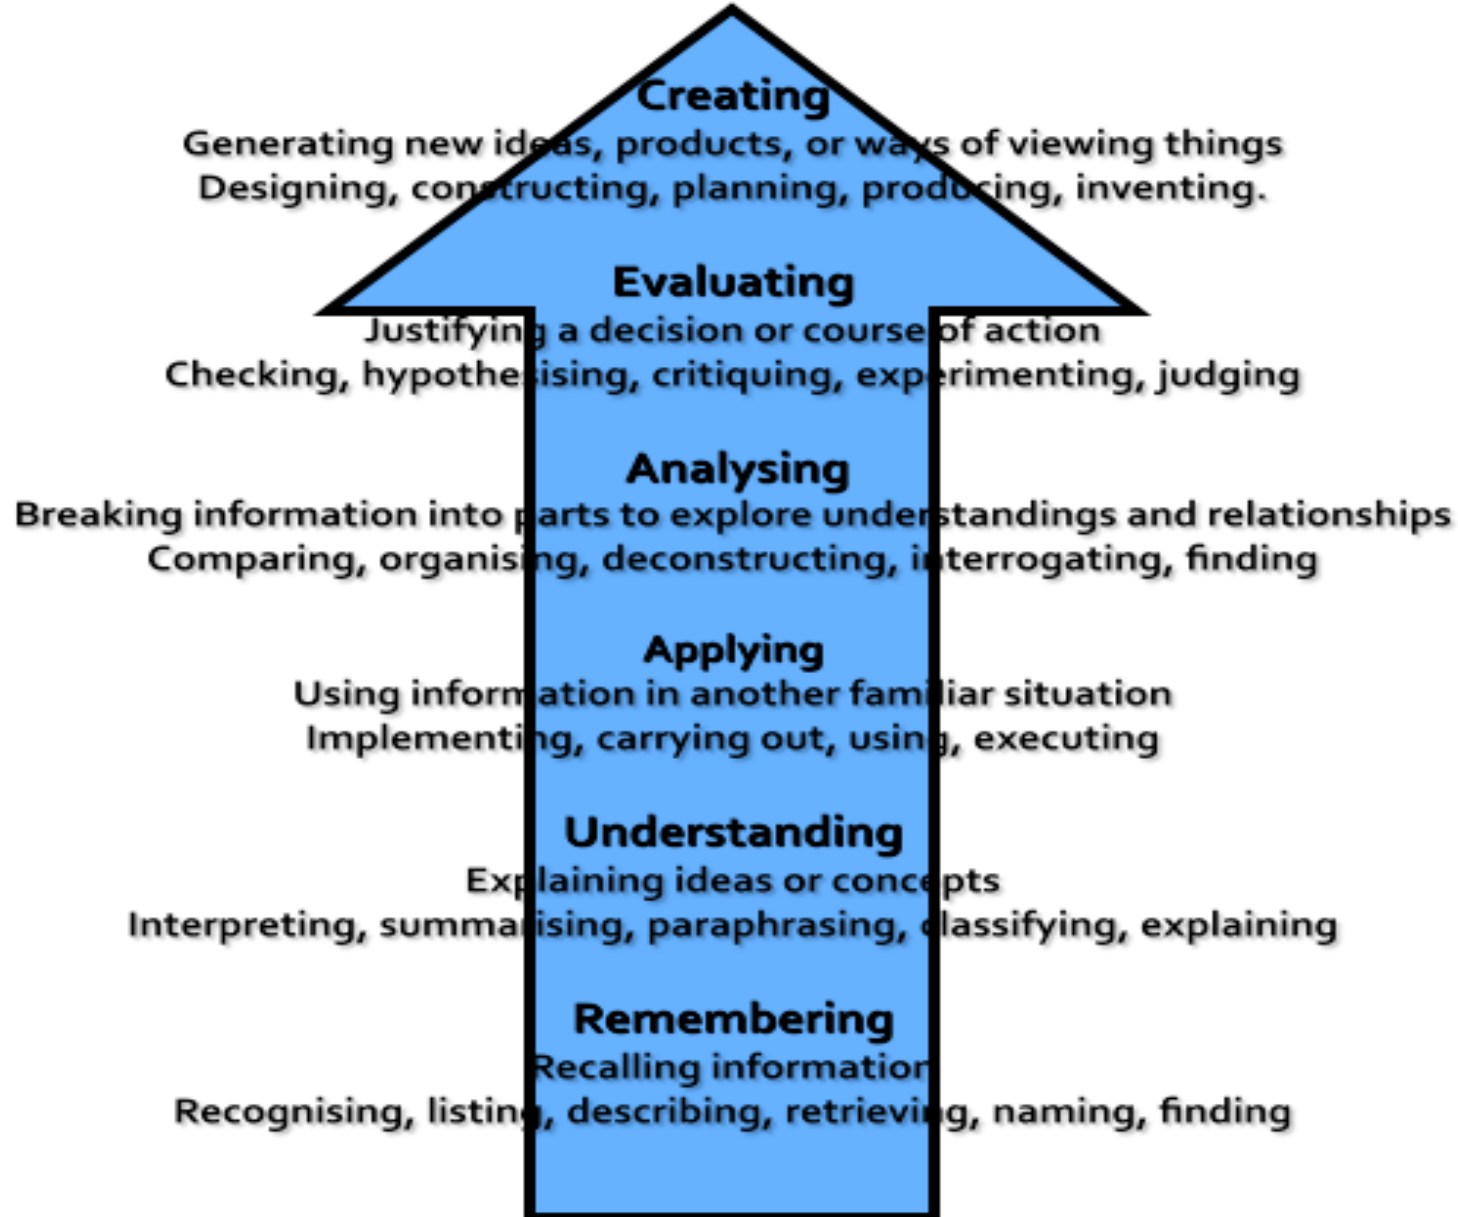 Creating
Generating new ideas, products, or ways of viewing things
Designing, constructing, planning, producing, inventing.
Evaluating
Justifying a decision or course of action
Checking, hypothesising, critiquing, experimenting, judging
Analysing
Breaking information into parts to explore understandings and relationships
Comparing, organising, deconstructing, interrogating, finding
Applying
Using information in another familiar situation
Implementing, carrying out, using, executing
Understanding
Explaining ideas or concepts
Interpreting, summarising, paraphrasing, classifying, explaining
Remembering
Recalling information
Recognising, listing, describing, retrieving, naming, finding